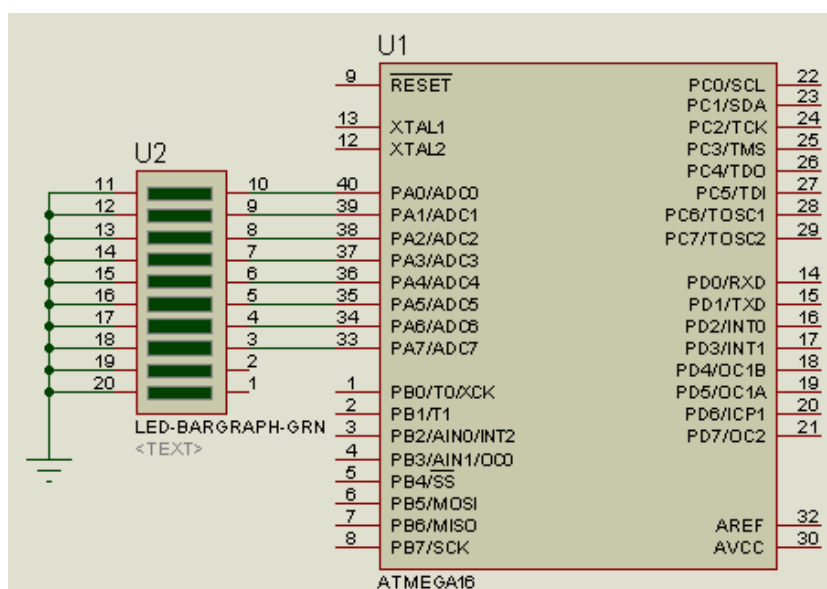 U1
9 RESET PC0/SCL 22
PC1/SDA 23
13 XTAL1 PC2/TCK 24
12 XTAL2 PC3/TMS 25
U2
PC4/TDO 26
11 10 40 PA0/ADC0 PC5/TDI 27
12 9 39 PA1/ADC1 PC6/TOSC1 28
13 8 38 PA2/ADC2 PC7/TOSC2 29
14 7 37 PA3/ADC3
15 6 36 PA4/ADC4 PD0/RXD 14
16 5 35 PA5/ADC5 PD1/TXD 15
17 4 34 PA6/ADC6 PD2/INT0 16
18 3 33 PA7/ADC7 PD3/INT1 17
19 2 PD4/OC1B 18
20 1 1 PB0/T0/XCK PD5/OC1A 19
2 PB1/T1 PD6/ICP1 20
LED-BARGRAPH-GRN 3 PB2/AIN0/INT2 PD7/OC2 21
<TEXT> 4 PB3/AIN1/OC0
5 PB4/SS
6 PB5/MOSI
7 PB6/MISO AREF 32
8 PB7/SCK AVCC 30
ATMEGA16